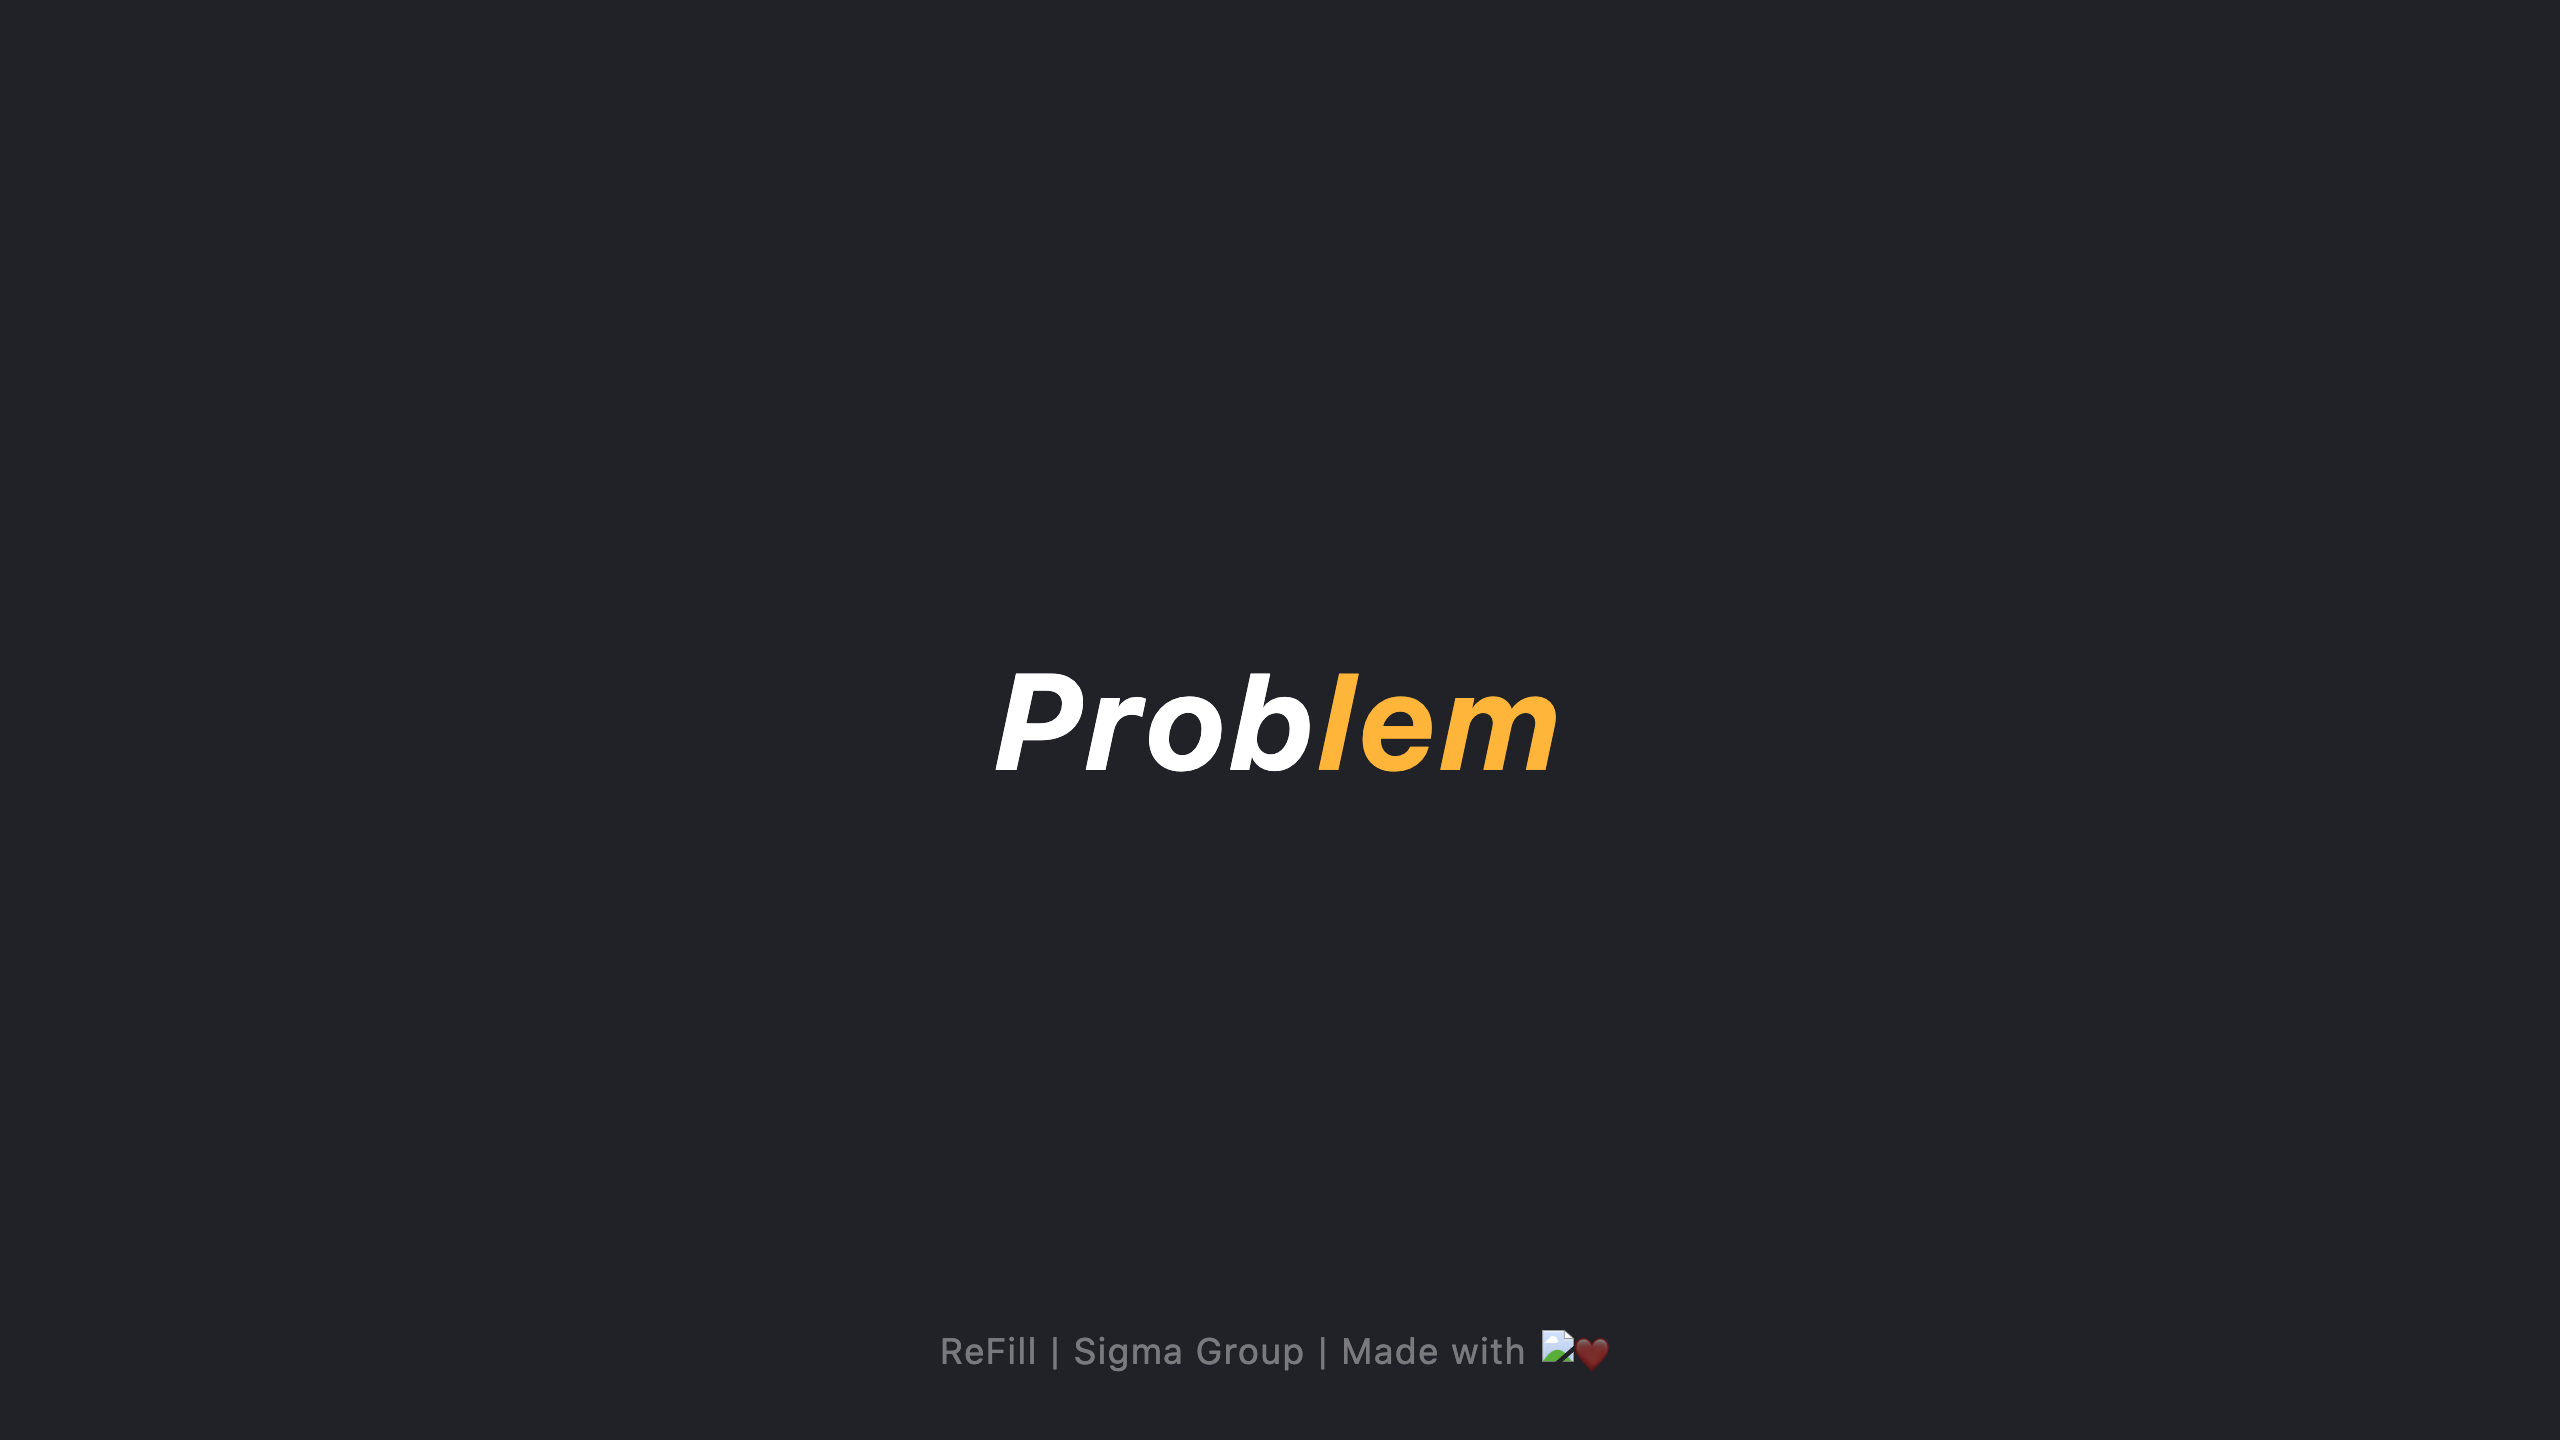 Problem
ReFill | Sigma Group | Made with ❤️